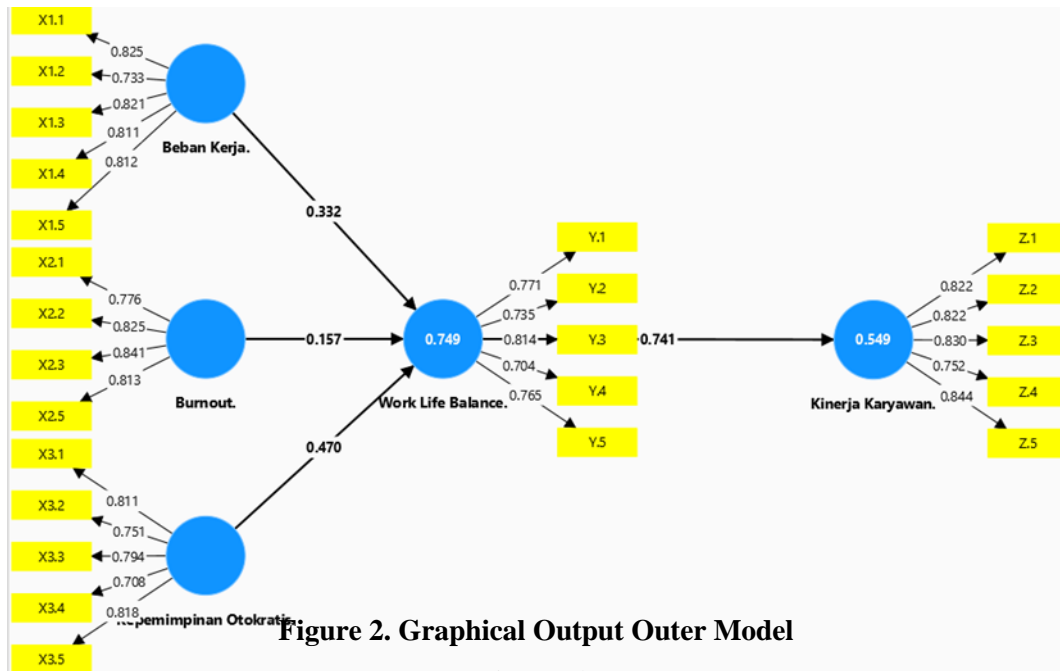 X1.1
0.825
X1.2
0.733
0.821
X1.3
0.811
Beban Kerja.
0.812
X1.4
0.332
X1.5
Y.1
Z.1
X2.1
0.776
0.771
0.822
X2.2
0.825
Y.2
0.735
Z.2
0.822
0.157
0.749
0.814
Y.3
0.741
0.549
0.830
Z.3
0.841
X2.3
0.704
0.752
0.813
Y.4
Z.4
0.765
0.844
X2.5
Burnout.
Work Life Balance.
Kinerja Karyawan.
Y.5
Z.5
X3.1
0.470
0.811
X3.2
0.751
X3.3
0.794
0.708
X3.4
0.818
Otokratis.
Figure 2. Graphical Output Outer Model
X3.5